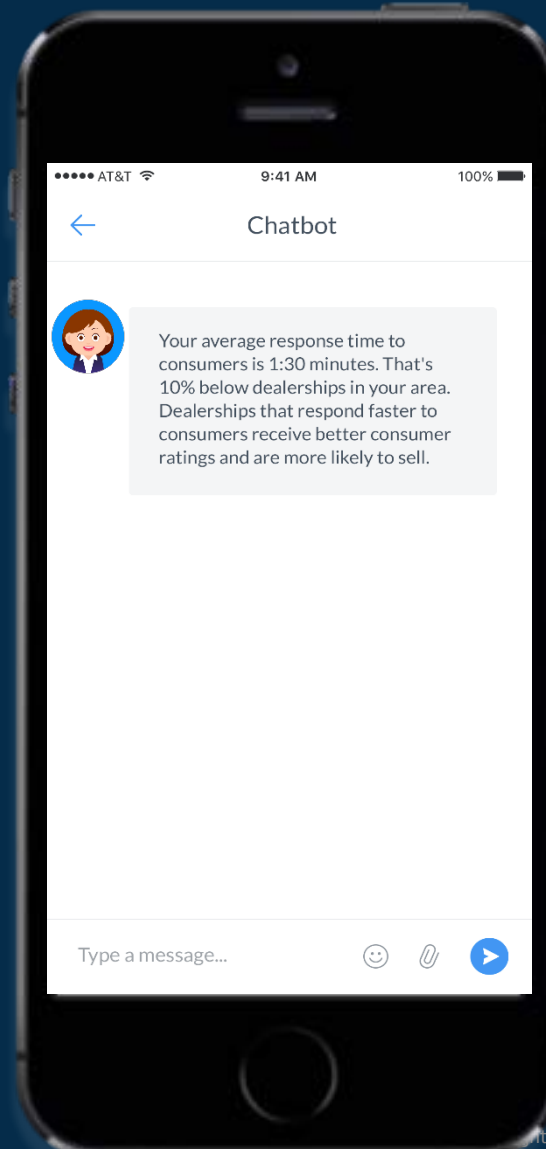 AT&T 9:41 AM 100%
Chatbot
Your average response time to
consumers is 1:30 minutes. That's
10% below dealerships in your area.
Dealerships that respond faster to
consumers receive better consumer
ratings and are more likely to sell.
Type a message...